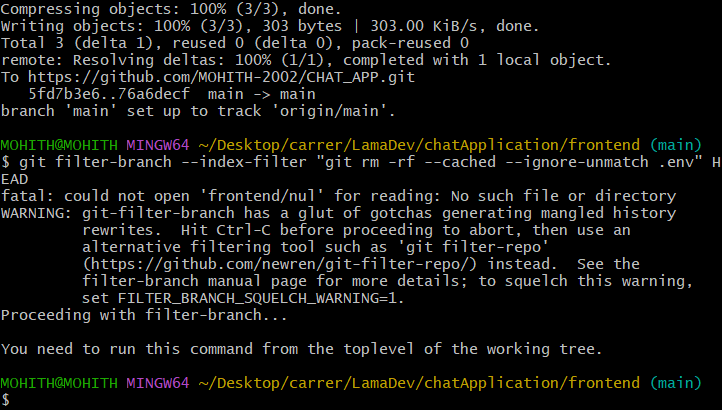 Compressing objects: 100% (3/3), done.
Writing objects: 100% (3/3), 303 bytes | 303.00 KiB/s, done.
Total 3 (delta 1), reused 0 (delta 0), pack-reused 0
remote: Resolving deltas: 100% (1/1), completed with 1 local object.
To https://github.com/MOHITH-2002/CHAT_APP.git
   5fd7b3e6..76a6decf  main -> main
branch 'main' set up to track 'origin/main'.

MOHITH@MOHITH MINGW64 ~/Desktop/carrer/LamaDev/chatApplication/frontend (main)
$ git filter-branch --index-filter "git rm -rf --cached --ignore-unmatch .env" H
EAD
fatal: could not open 'frontend/nul' for reading: No such file or directory
WARNING: git-filter-branch has a glut of gotchas generating mangled history
         rewrites.  Hit Ctrl-C before proceeding to abort, then use an
         alternative filtering tool such as 'git filter-repo'
         (https://github.com/newren/git-filter-repo/) instead.  See the
         filter-branch manual page for more details; to squelch this warning,
         set FILTER_BRANCH_SQUELCH_WARNING=1.
Proceeding with filter-branch...

You need to run this command from the toplevel of the working tree.

MOHITH@MOHITH MINGW64 ~/Desktop/carrer/LamaDev/chatApplication/frontend (main)
$